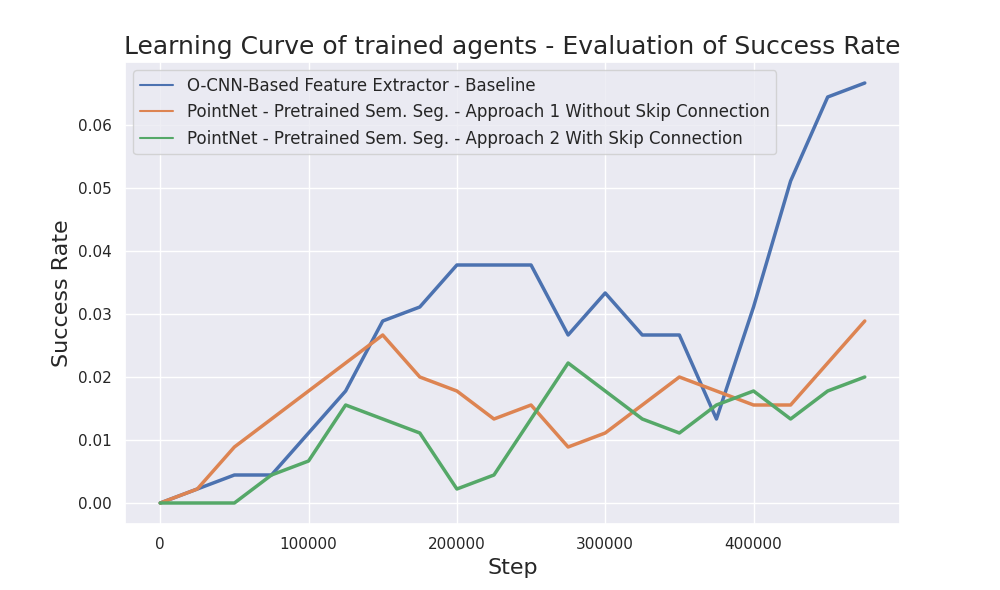 Learning Curve of trained agents - Evaluation of Success Rate
O-CNN-Based Feature Extractor - Baseline
PointNet - Pretrained Sem. Seg. - Approach 1 Without Skip Connection
PointNet - Pretrained Sem. Seg. - Approach 2 With Skip Connection
Success Rate
0.06
0.05
0.04
0.03
0.02
0.01
0.00
0
100000
200000
300000
400000
Step